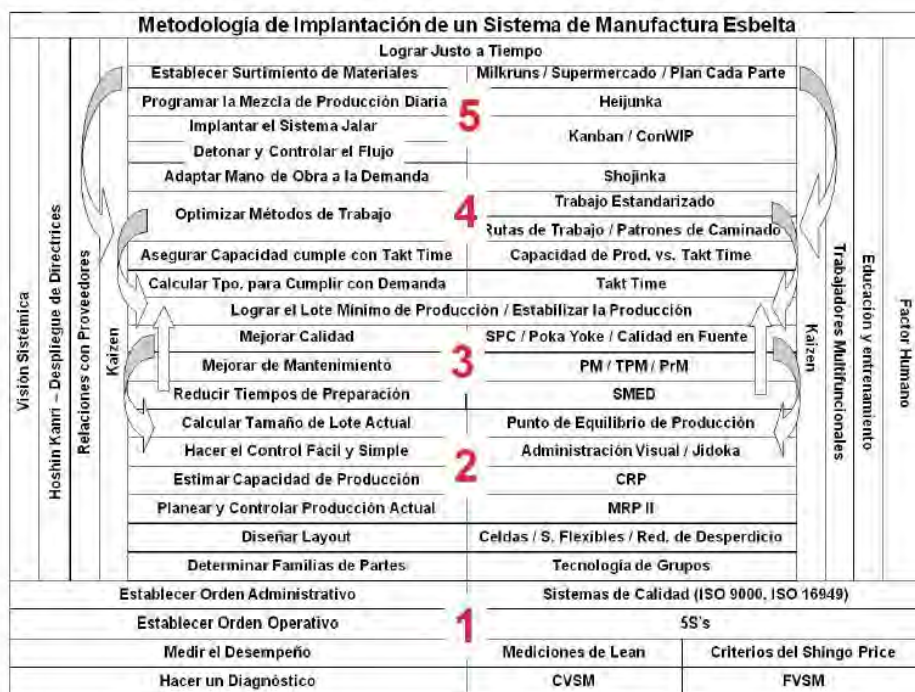 Metodología de Implantación de un Sistema de Manufactura Esbelta
Lograr Justo a Tiempo
Establecer Surtimiento de Materiales
Milkruns / Supermercado / Plan Cada Parte
Programar la Mezcla de Producción Diaria
5
Heijunka
Implantar el Sistema Jalar
Kanban / ConWIP
Detonar y Controlar el Flujo
Adaptar Mano de Obra a la Demanda
Shojinka
Optimizar Métodos de Trabajo
4
Trabajo Estandarizado
Rutas de Trabajo / Patrones de Caminado
Asegurar Capacidad cumple con Takt Time
Capacidad de Prod. vs. Takt Time
Calcular Tpo. para Cumplir con Demanda
Takt Time
Lograr el Lote Mínimo de Producción / Estabilizar la Producción
Mejorar Calidad
SPC / Poka Yoke / Calidad en Fuente
Mejorar de Mantenimiento
3
PM / TPM / PrM
Reducir Tiempos de Preparación
SMED
Calcular Tamaño de Lote Actual
Punto de Equilibrio de Producción
Hacer el Control Fácil y Simple
2
Administración Visual / Jidoka
Estimar Capacidad de Producción
CRP
Planear y Controlar Producción Actual
MRP II
Diseñar Layout
Celdas / S. Flexibles / Red. de Desperdicio
Determinar Familias de Partes
Tecnología de Grupos
Establecer Orden Administrativo
Sistemas de Calidad (ISO 9000, ISO 16949)
Establecer Orden Operativo
1
5S's
Medir el Desempeño
Mediciones de Lean
Criterios del Shingo Price
Hacer un Diagnóstico
CVSM
FVSM
Visión Sistémica
Hoshin Kanri – Despliegue de Directrices
Relaciones con Proveedores
Kaizen
Kaizen
Trabajadores Multifuncionales
Educación y entrenamiento
Factor Humano